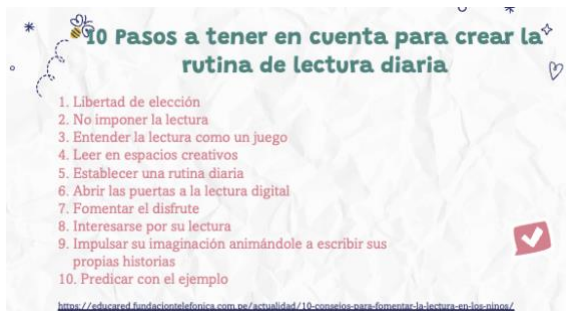 10 Pasos a tener en cuenta para crear la
rutina de lectura diaria
1. Libertad de elección
2. No imponer la lectura
3. Entender la lectura como un juego
4. Leer en espacios creativos
5. Establecer una rutina diaria
6. Abrir las puertas a la lectura digital
7. Fomentar el disfrute
8. Interesarse por su lectura
9. Impulsar su imaginación animándole a escribir sus
propias historias
10. Predicar con el ejemplo
https://educared.fundaciontelefonica.com.pe/actualidad/10-consejos-para-fomentar-la-lectura-en-los-ninos/